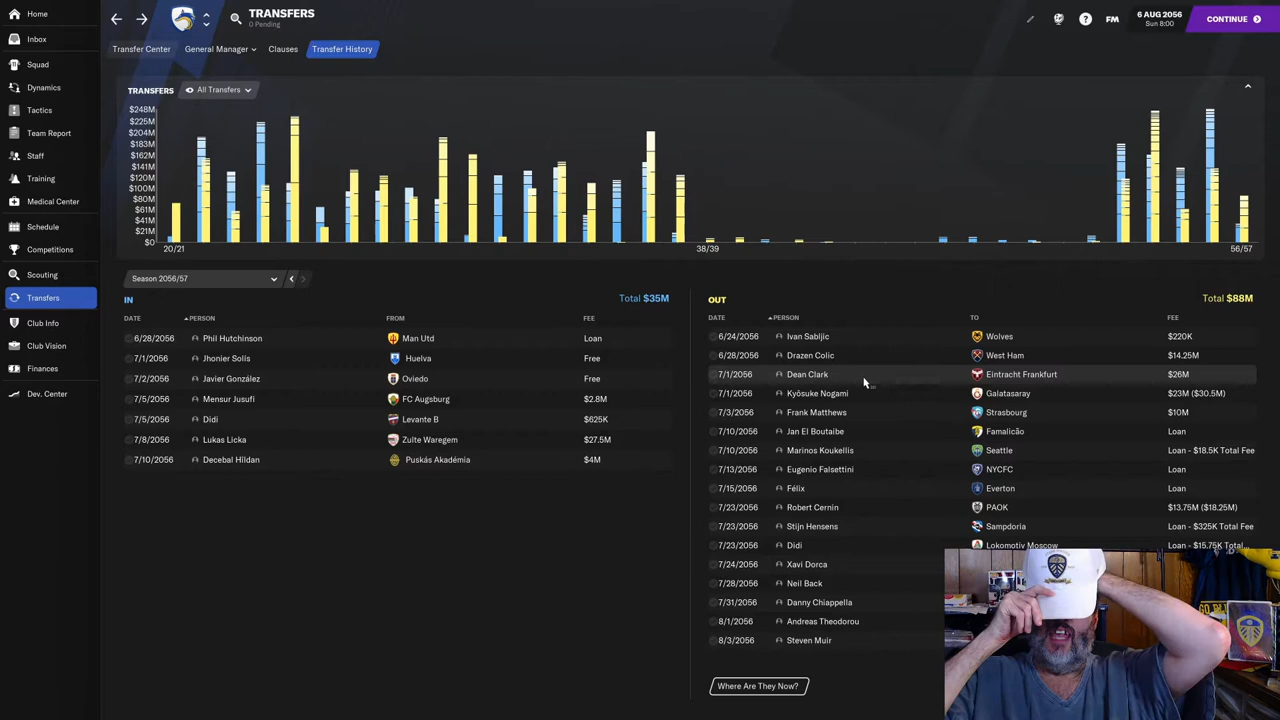 Home
Inbox
Squad
Dynamics
Tactics
Team Report
Staff
Training
Medical Center
Schedule
Competitions
Scouting
Transfers
Club Info
Club Vision
Finances
Dev. Center
TRANSFERS
0 Pending
FM
6 AUG 2056
Sun 8:00
CONTINUE
Transfer Center
General Manager
Clauses
Transfer History
TRANSFERS
All Transfers
$248M
$225M
$204M
$183M
$162M
$141M
$120M
$100M
$80M
$61M
$41M
$21M
$0
20/21
38/39
56/57
Season 2056/57
IN
Total $35M
DATE PERSON FROM FEE
6/28/2056 Phil Hutchinson Man Utd Loan
7/1/2056 Jhonier Solís Huelva Free
7/2/2056 Javier González Oviedo Free
7/5/2056 Mensur Jusufi FC Augsburg $2.8M
7/5/2056 Didi Levante B $625K
7/8/2056 Lukas Licka Zulte Waregem $27.5M
7/10/2056 Decebal Hîldan Puskás Akadémia $4M
OUT
Total $88M
DATE PERSON TO FEE
6/24/2056 Ivan Sabljic Wolves $220K
6/28/2056 Drazen Colic West Ham $14.25M
7/1/2056 Dean Clark Eintracht Frankfurt $26M
7/1/2056 Kyôsuke Nogami Galatasaray $23M ($30.5M)
7/3/2056 Frank Matthews Strasbourg $10M
7/10/2056 Jan El Boutaibe Famalicão Loan
7/10/2056 Marinos Koukellis Seattle Loan - $18.5K Total Fee
7/13/2056 Eugenio Falsettini NYCFC Loan
7/15/2056 Félix Everton Loan
7/23/2056 Robert Cernin PAOK $13.75M ($18.25M)
7/23/2056 Stijn Hensens Sampdoria Loan - $325K Total Fee
7/23/2056 Didi Lokomotiv Moscow Loan - $15.75K Total...
7/24/2056 Xavi Dorca
7/28/2056 Neil Back
7/31/2056 Danny Chiappella
8/1/2056 Andreas Theodorou
8/3/2056 Steven Muir
Where Are They Now?